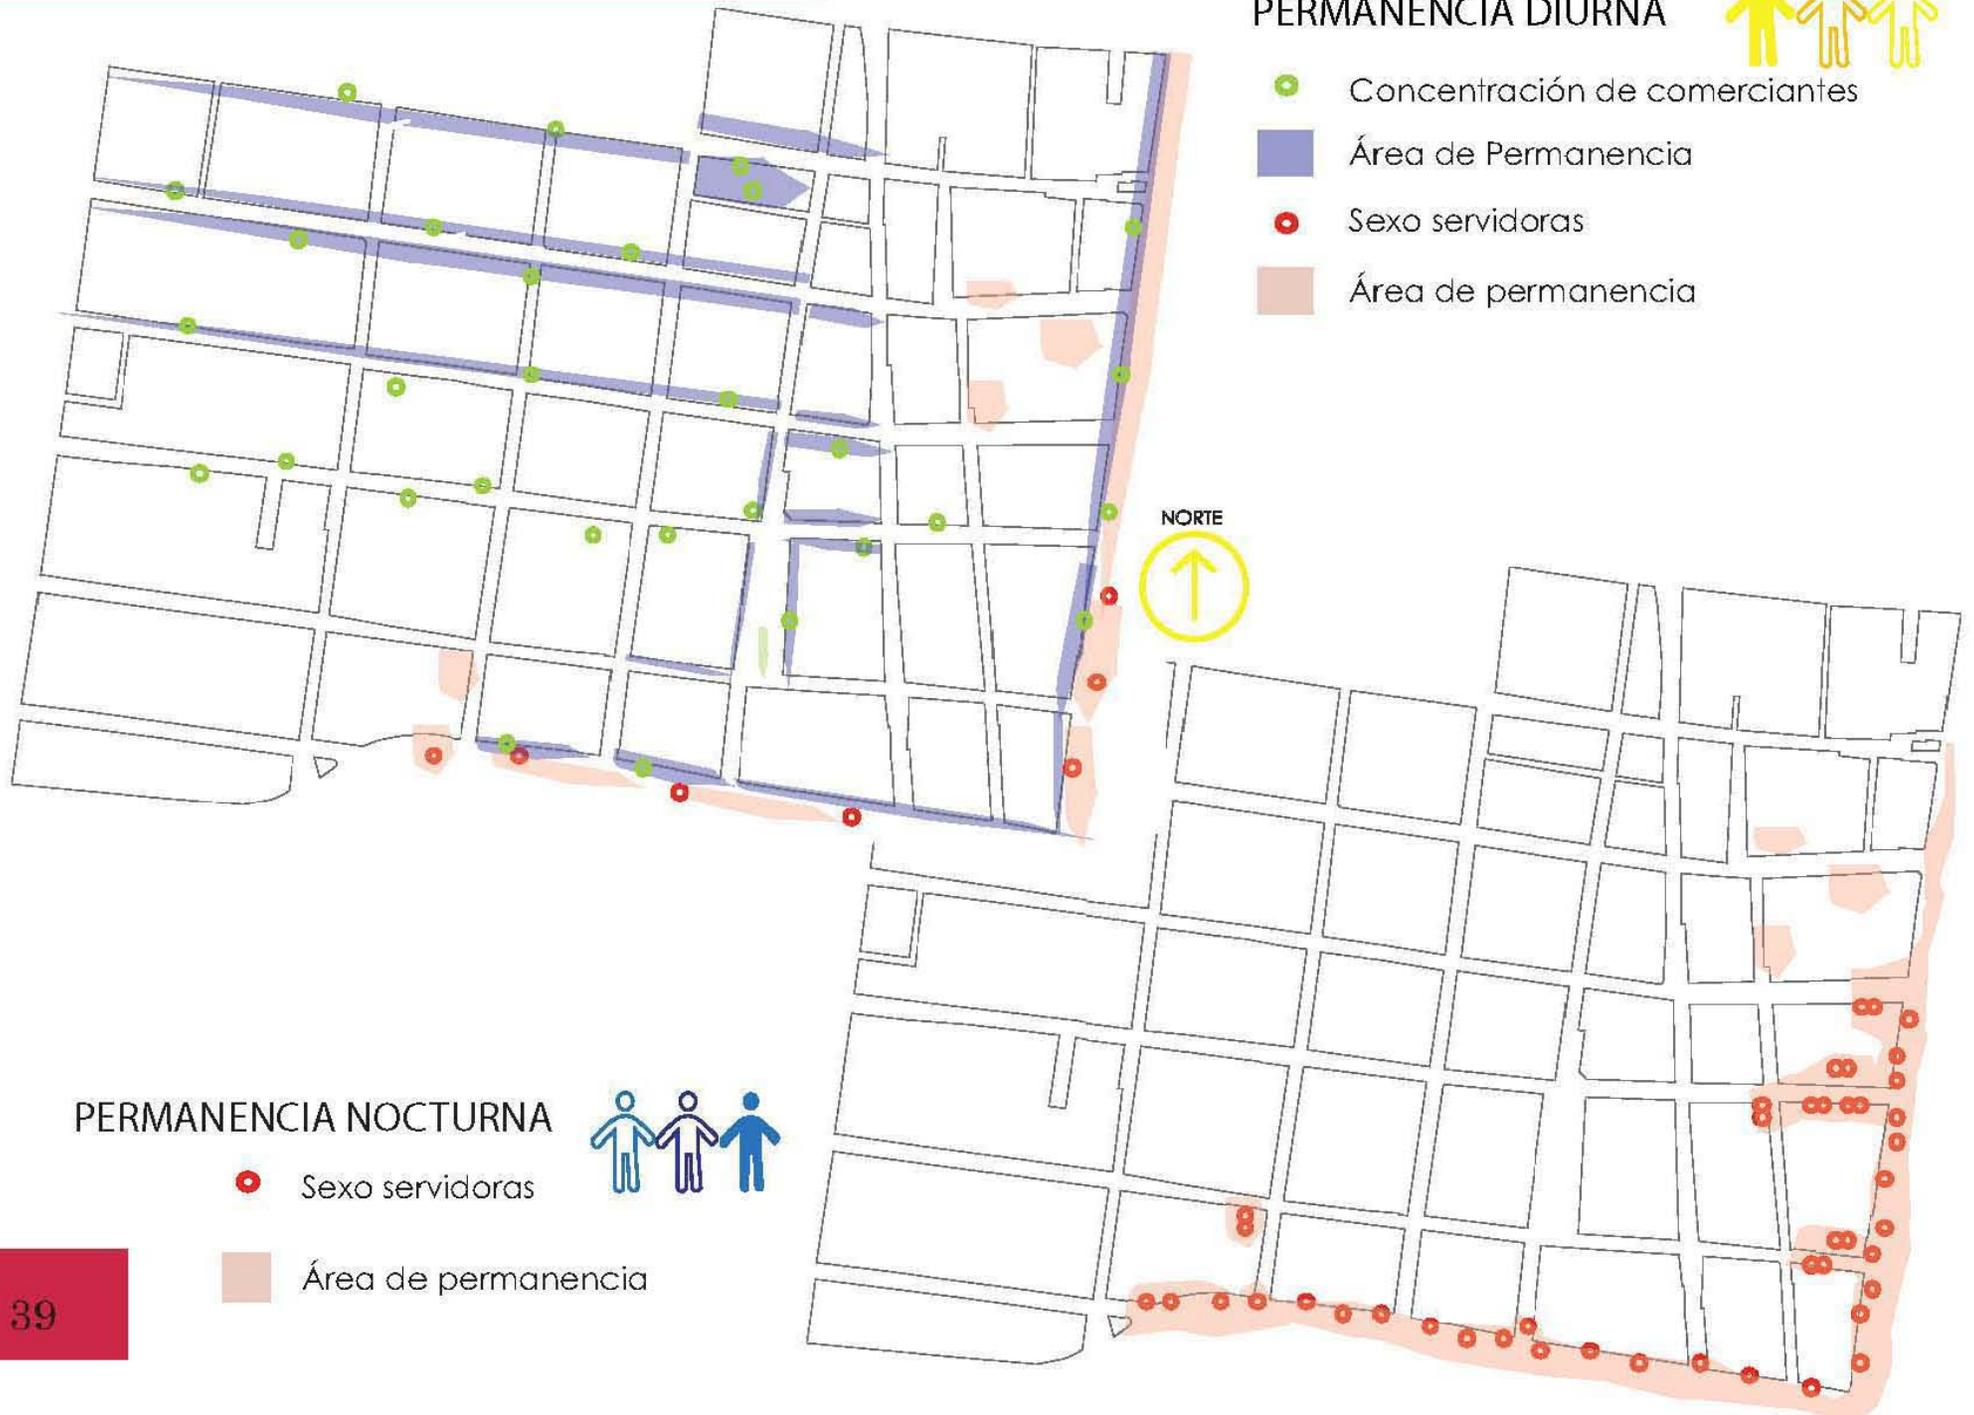 PERMANENCIA DIURNA
Concentración de comerciantes
Área de Permanencia
Sexo servidoras
Área de permanencia
NORTE
PERMANENCIA NOCTURNA
Sexo servidoras
Área de permanencia
39